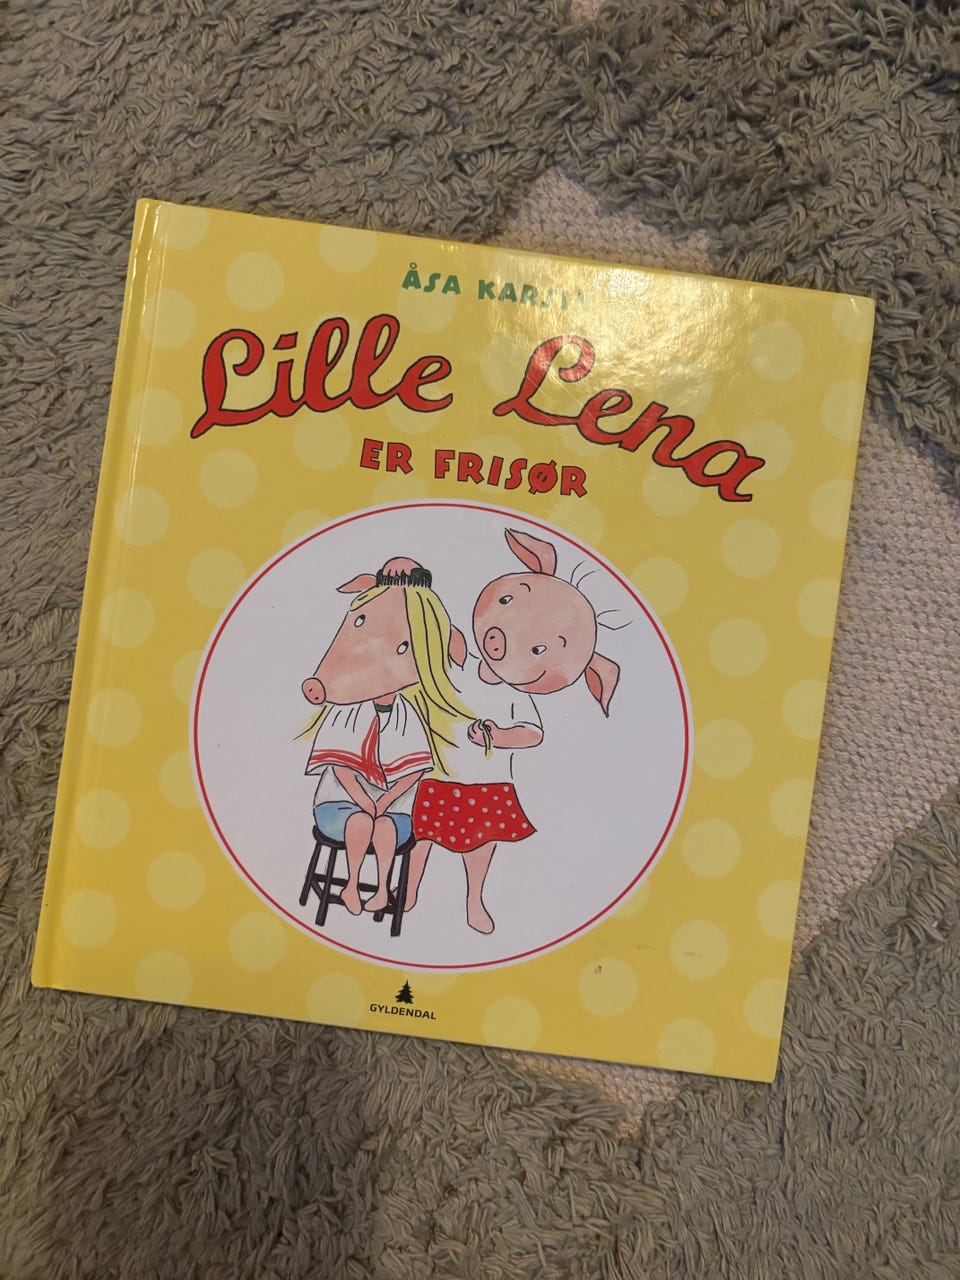 ÅSA
Lille Lena
ER FRISØR
GYLDENDAL